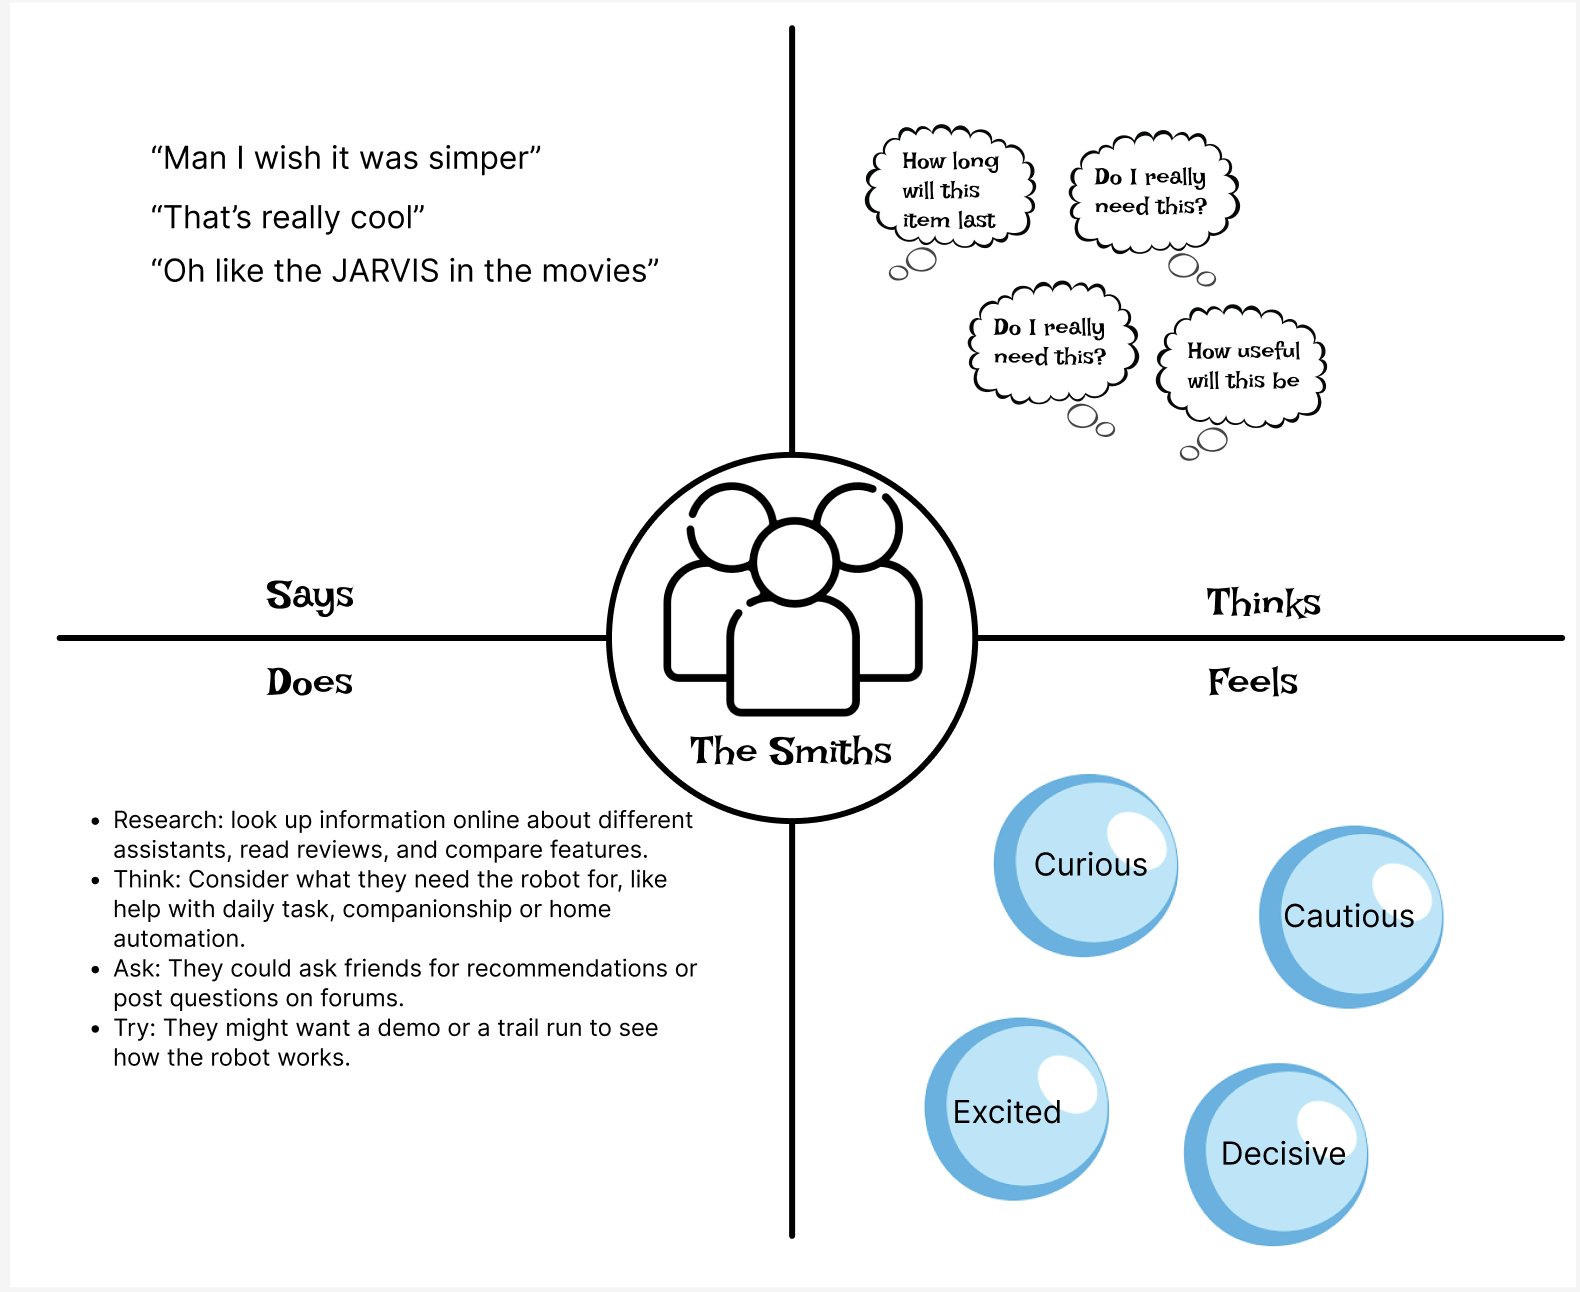 “Man I wish it was simper”
“That’s really cool”
“Oh like the JARVIS in the movies”
Says
How long
will this
item last
Do I really
need this?
Do I really
need this?
How useful
will this be
Thinks
The Smiths
Does
• Research: look up information online about different
assistants, read reviews, and compare features.
• Think: Consider what they need the robot for, like
help with daily task, companionship or home
automation.
• Ask: They could ask friends for recommendations or
post questions on forums.
• Try: They might want a demo or a trail run to see
how the robot works.
Feels
Curious
Cautious
Excited
Decisive